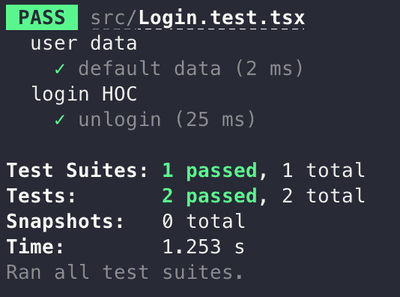 PASS src/Login.test.tsx
user data
✓ default data (2 ms)
login HOC
✓ unlogin (25 ms)
Test Suites: 1 passed, 1 total
Tests: 2 passed, 2 total
Snapshots: 0 total
Time: 1.253 s
Ran all test suites.